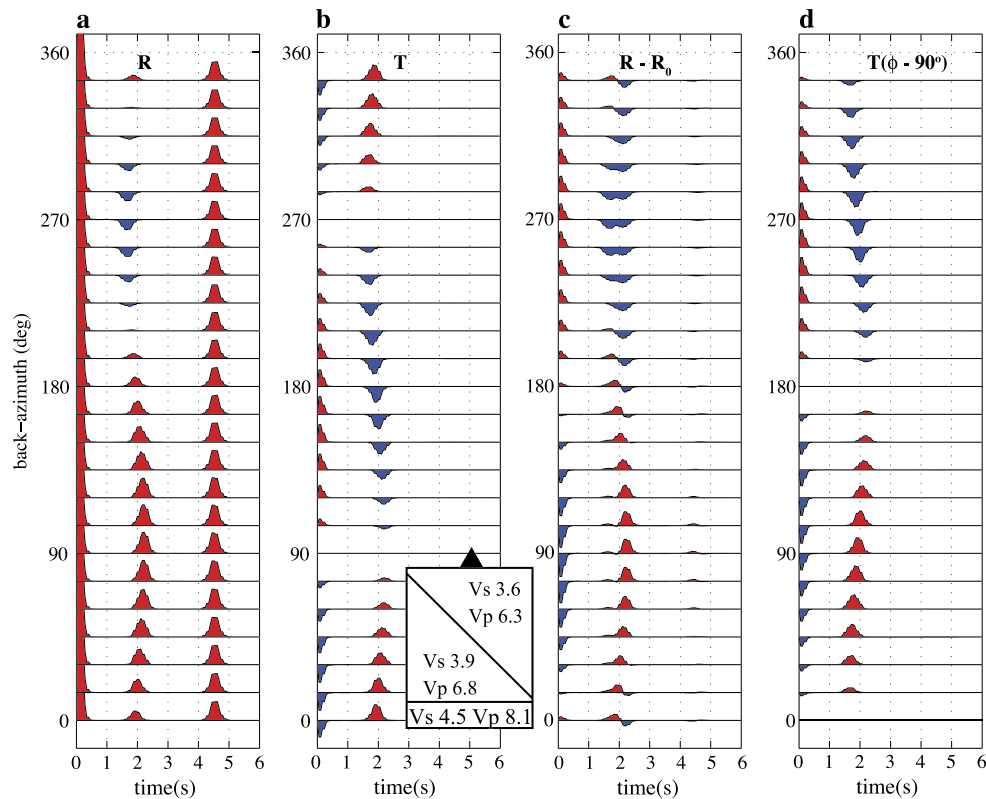 a b c d
R T R - R0 T(ϕ - 90°)
back−azimuth (deg)
360
270
180
90
0
0 1 2 3 4 5 6
time(s)
360
270
180
90
0
0 1 2 3 4 5 6
time(s)
360
270
180
90
0
0 1 2 3 4 5 6
time(s)
360
270
180
90
0
0 1 2 3 4 5 6
time(s)
Vs 3.6
Vp 6.3
Vs 3.9
Vp 6.8
Vs 4.5 Vp 8.1